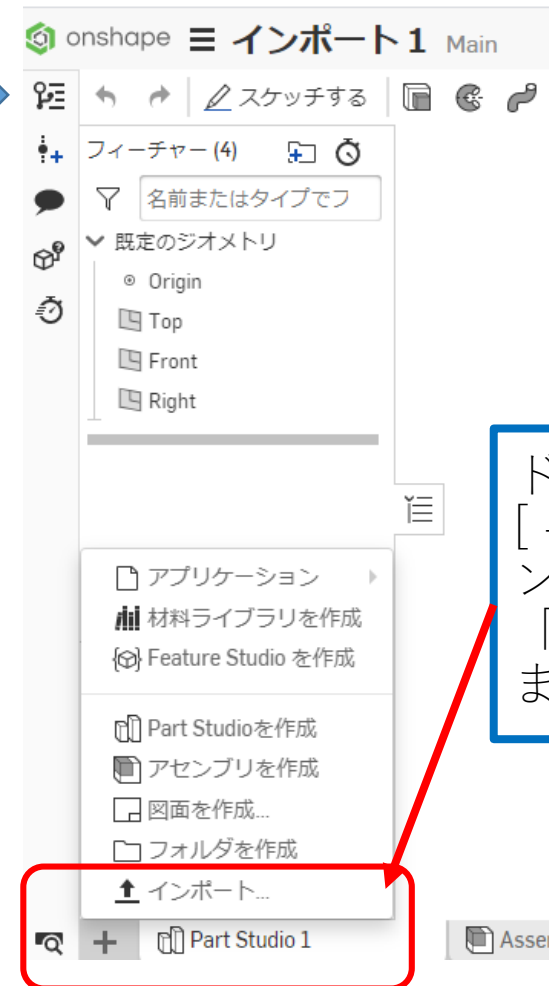 onshape インポート 1 Main
スケッチする
フィーチャー (4)
名前またはタイプでフ
既定のジオメトリ
Origin
Top
Front
Right
アプリケーション
材料ライブラリを作成
Feature Studio を作成
Part Studioを作成
アセンブリを作成
図面を作成...
フォルダを作成
インポート...
Part Studio 1